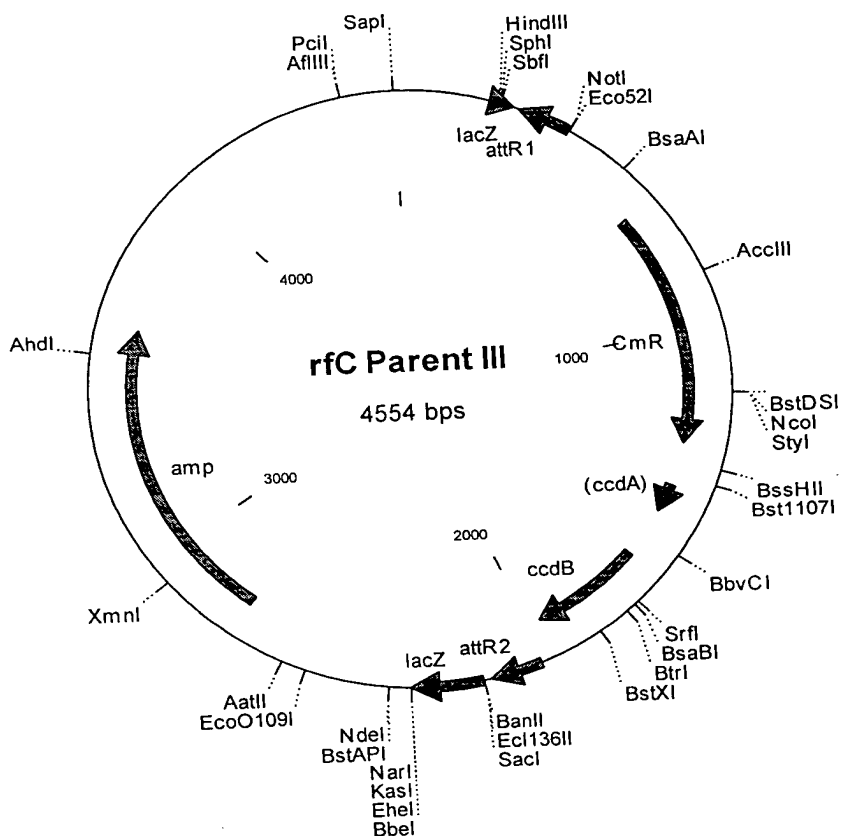 SapI
PciI
AflIII
HindIII
SphI
SbfI
NotI
Eco52I
lacZ
attR1
BsaAI
1
4000
AccIII
AhdI
rfC Parent III
1000
CmR
4554 bps
BstDSI
NcoI
StyI
amp
3000
(ccdA)
BssHII
Bst1107I
2000
ccdB
BbvCI
XmnI
SrfI
BsaBI
BtrI
BstXI
lacZ
attR2
AatII
EcoO109I
NdeI
BstAPI
BanII
Ecl136II
SacI
NarI
KasI
EheI
BbeI